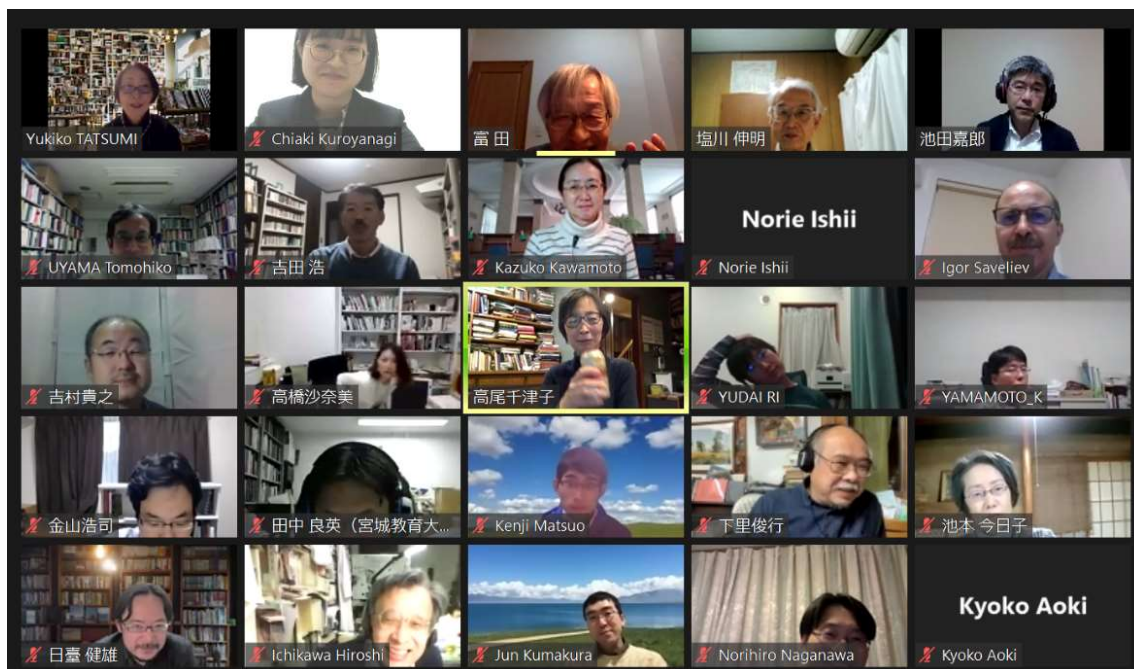 Yukiko TATSUMI
Chiaki Kuroyanagi
冨田
塩川 伸明
池田嘉郎
UYAMA Tomohiko
吉田 浩
Kazuko Kawamoto
Norie Ishii
Norie Ishii
Igor Saveliev
吉村貴之
高橋沙奈美
高尾千津子
YUDAI RI
YAMAMOTO_K
金山浩司
田中 良英（宮城教育大...
Kenji Matsuo
下里俊行
池本 今日子
日臺 健雄
Ichikawa Hiroshi
Jun Kumakura
Norihiro Naganawa
Kyoko Aoki
Kyoko Aoki